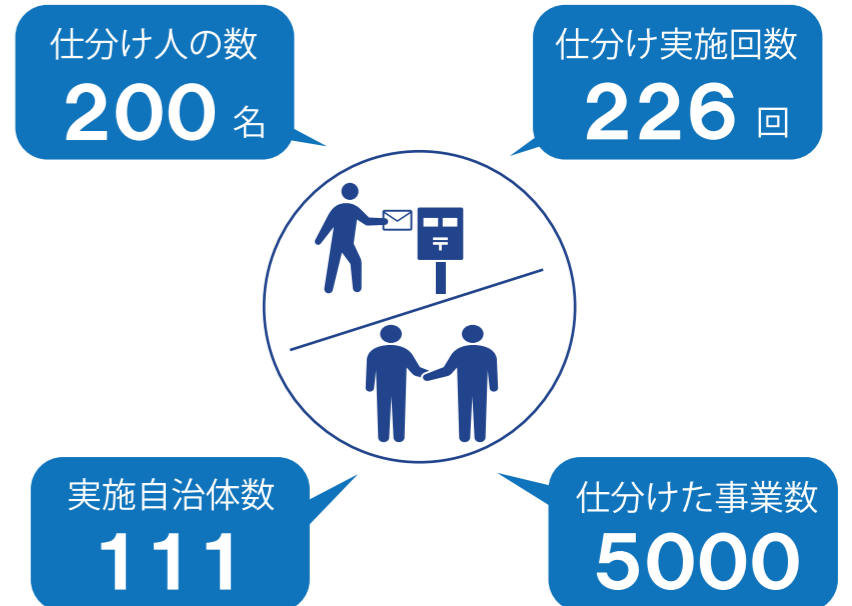 仕分け人の数
200 名
仕分け実施回数
226 回
〒
実施自治体数
111
仕分けた事業数
5000